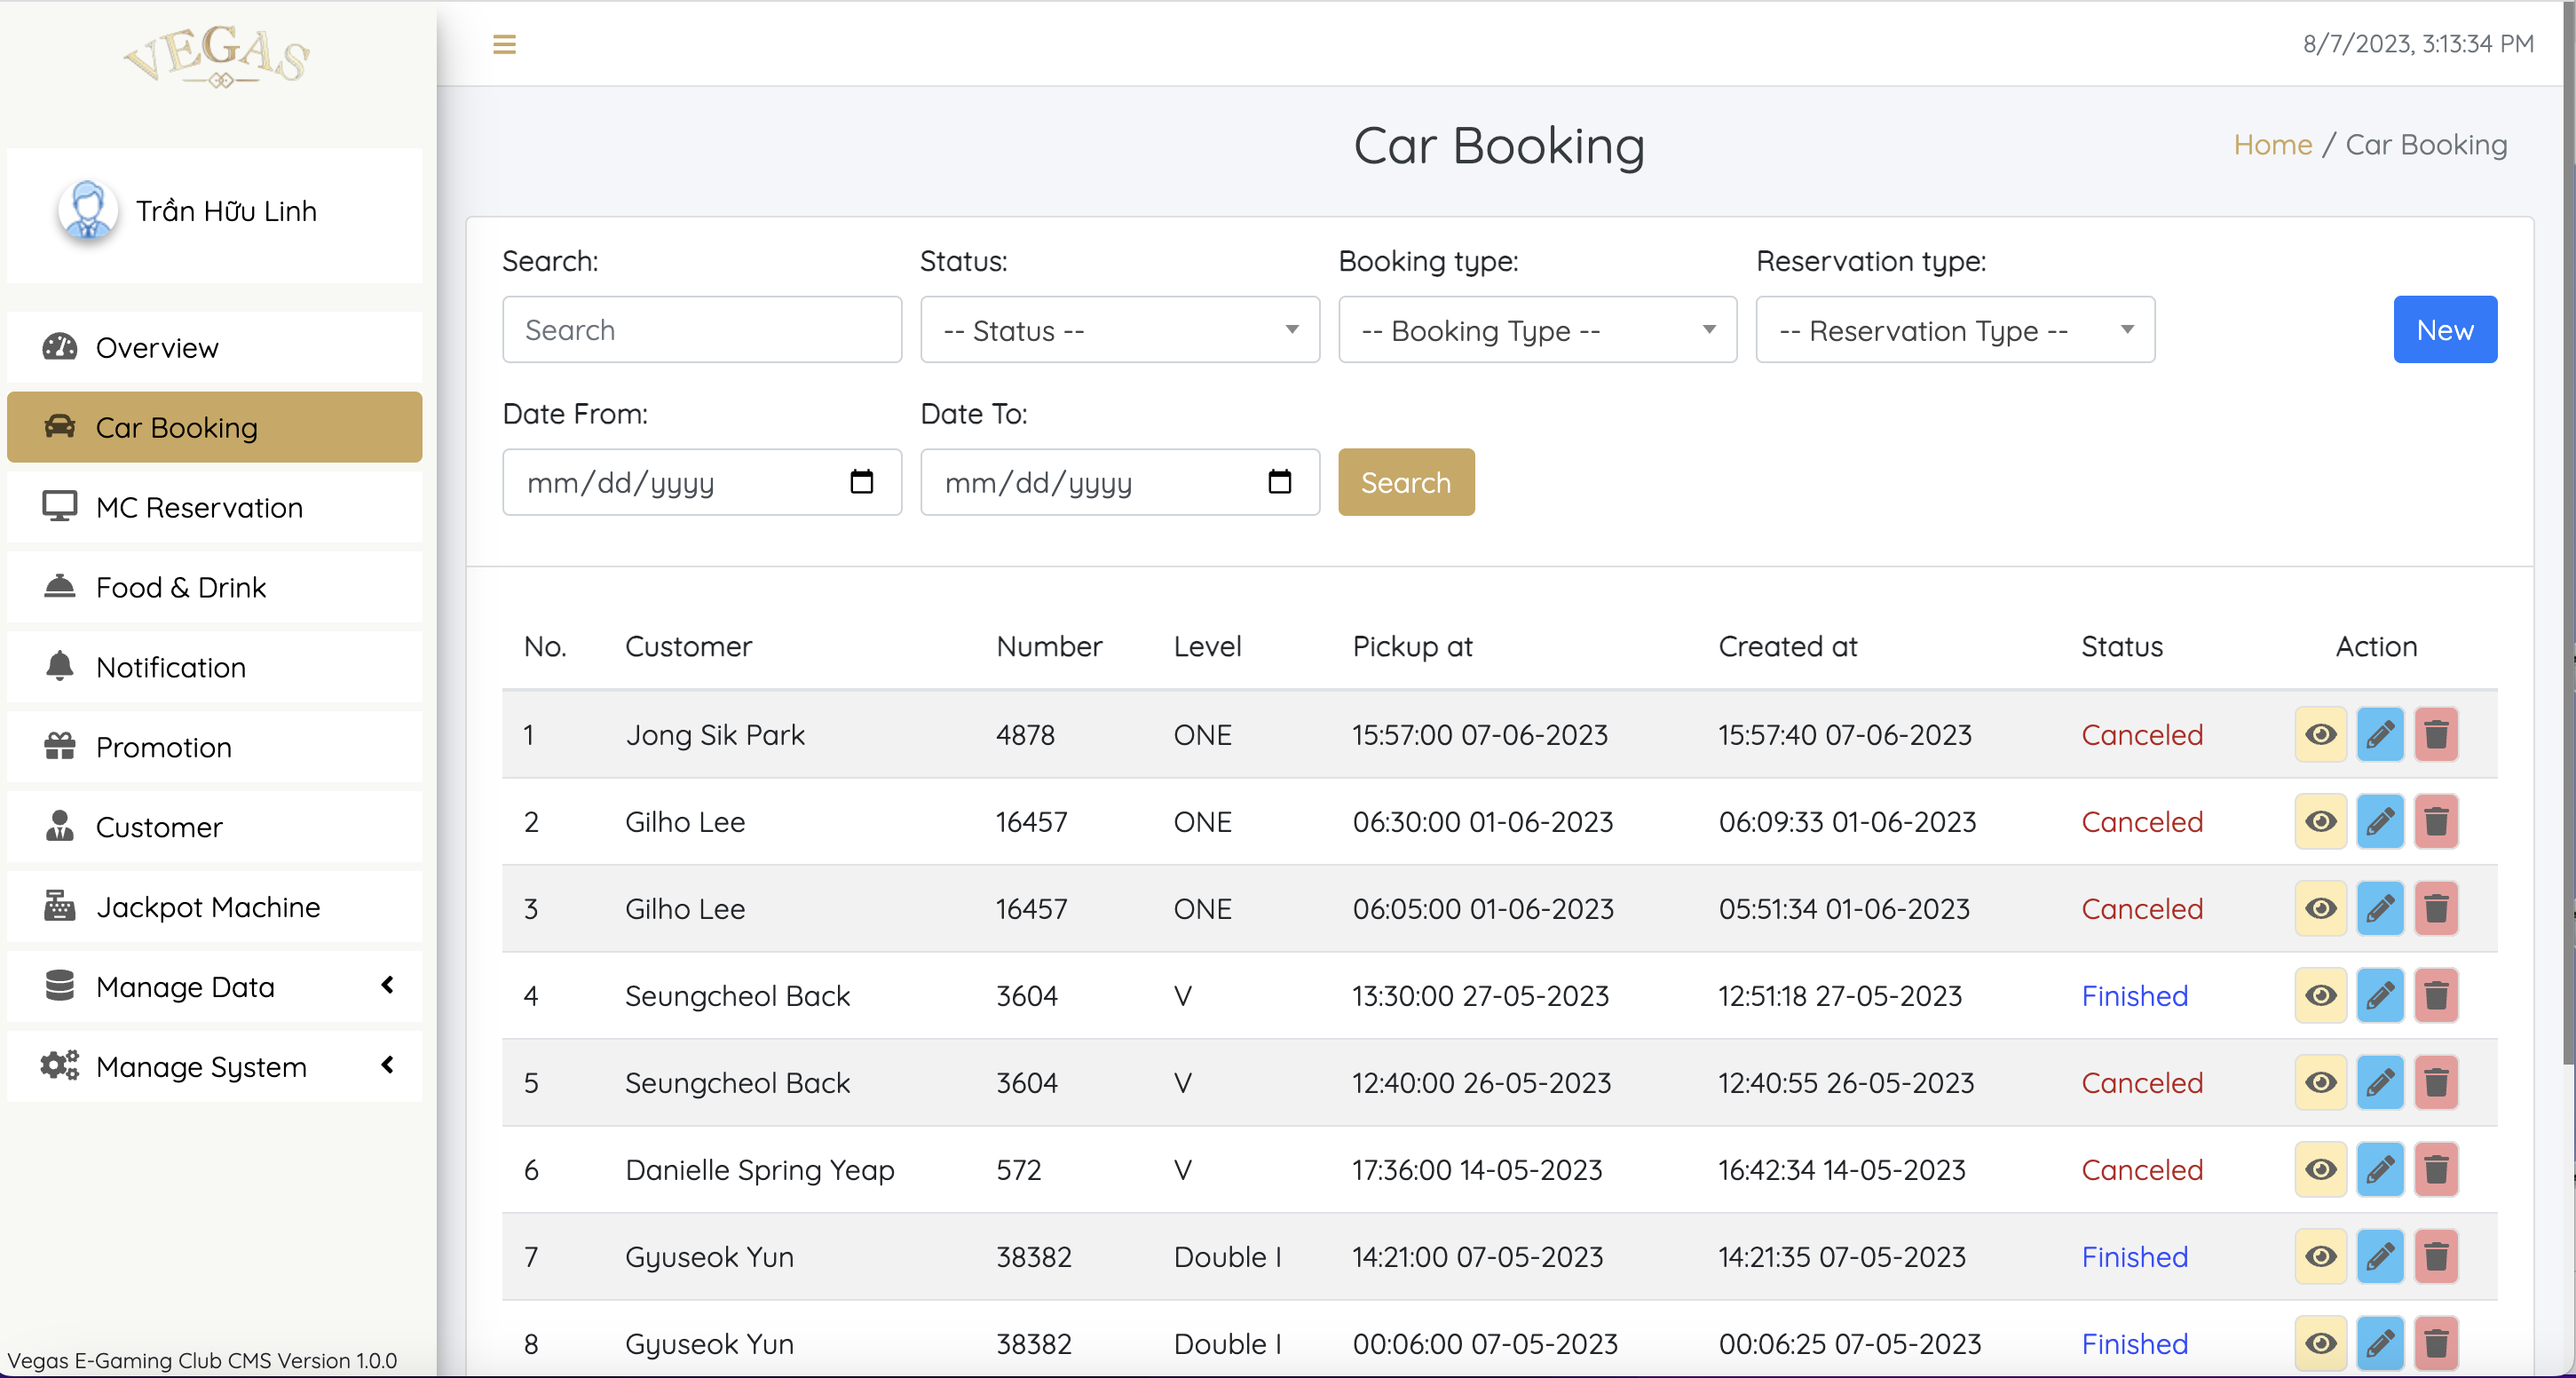 VEGAS
8/7/2023, 3:13:34 PM
Car Booking
Home / Car Booking
Trần Hữu Linh
Overview
Car Booking
MC Reservation
Food & Drink
Notification
Promotion
Customer
Jackpot Machine
Manage Data
Manage System
Vegas E-Gaming Club CMS Version 1.0.0
Search: Status: Booking type: Reservation type:
Search -- Status -- -- Booking Type -- -- Reservation Type -- New
Date From: Date To:
mm/dd/yyyy mm/dd/yyyy Search
No. Customer Number Level Pickup at Created at Status Action
1 Jong Sik Park 4878 ONE 15:57:00 07-06-2023 15:57:40 07-06-2023 Canceled
2 Gilho Lee 16457 ONE 06:30:00 01-06-2023 06:09:33 01-06-2023 Canceled
3 Gilho Lee 16457 ONE 06:05:00 01-06-2023 05:51:34 01-06-2023 Canceled
4 Seungcheol Back 3604 V 13:30:00 27-05-2023 12:51:18 27-05-2023 Finished
5 Seungcheol Back 3604 V 12:40:00 26-05-2023 12:40:55 26-05-2023 Canceled
6 Danielle Spring Yeap 572 V 17:36:00 14-05-2023 16:42:34 14-05-2023 Canceled
7 Gyuseok Yun 38382 Double I 14:21:00 07-05-2023 14:21:35 07-05-2023 Finished
8 Gyuseok Yun 38382 Double I 00:06:00 07-05-2023 00:06:25 07-05-2023 Finished